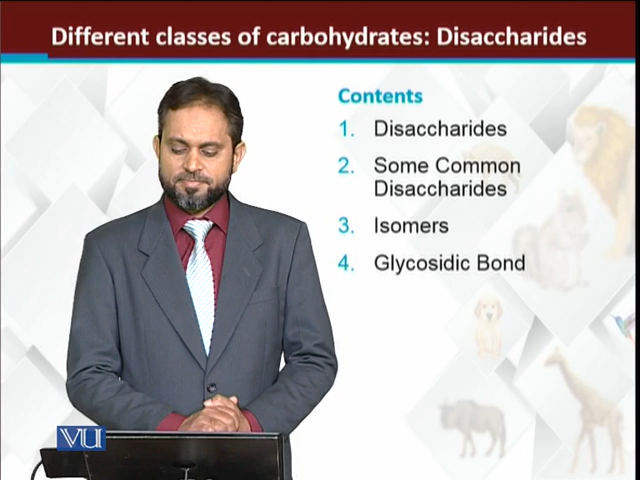 Different classes of carbohydrates: Disaccharides
Contents
1. Disaccharides
2. Some Common
Disaccharides
3. Isomers
4. Glycosidic Bond
VU